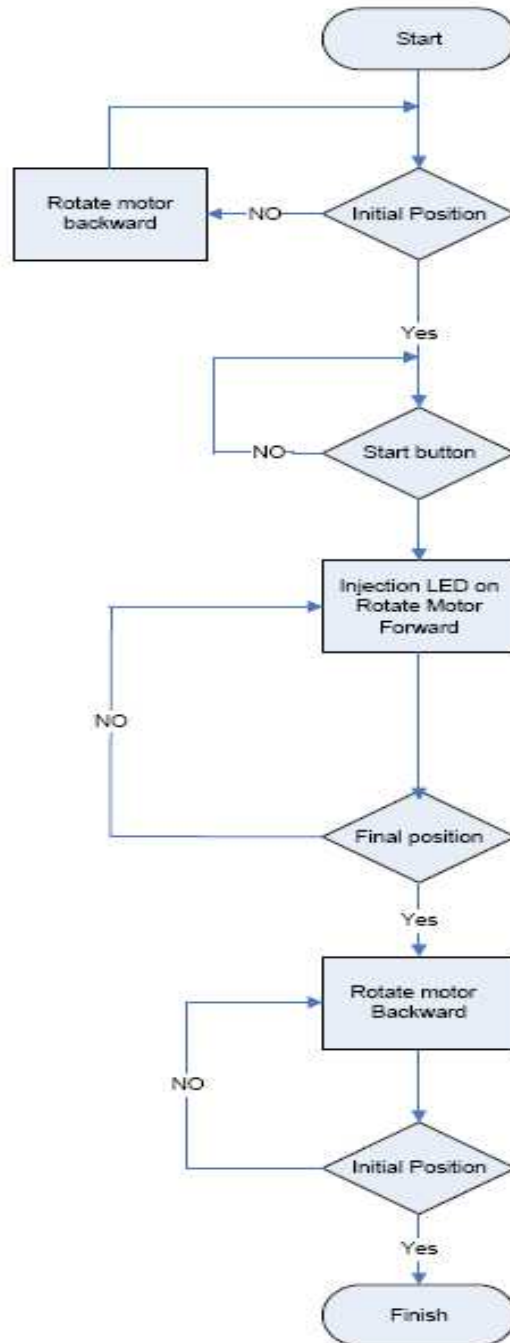 Start
Rotate motor
backward
NO
Initial Position
Yes
NO
Start button
Injection LED on
Rotate Motor
Forward
NO
Final position
Yes
Rotate motor
Backward
NO
Initial Position
Yes
Finish